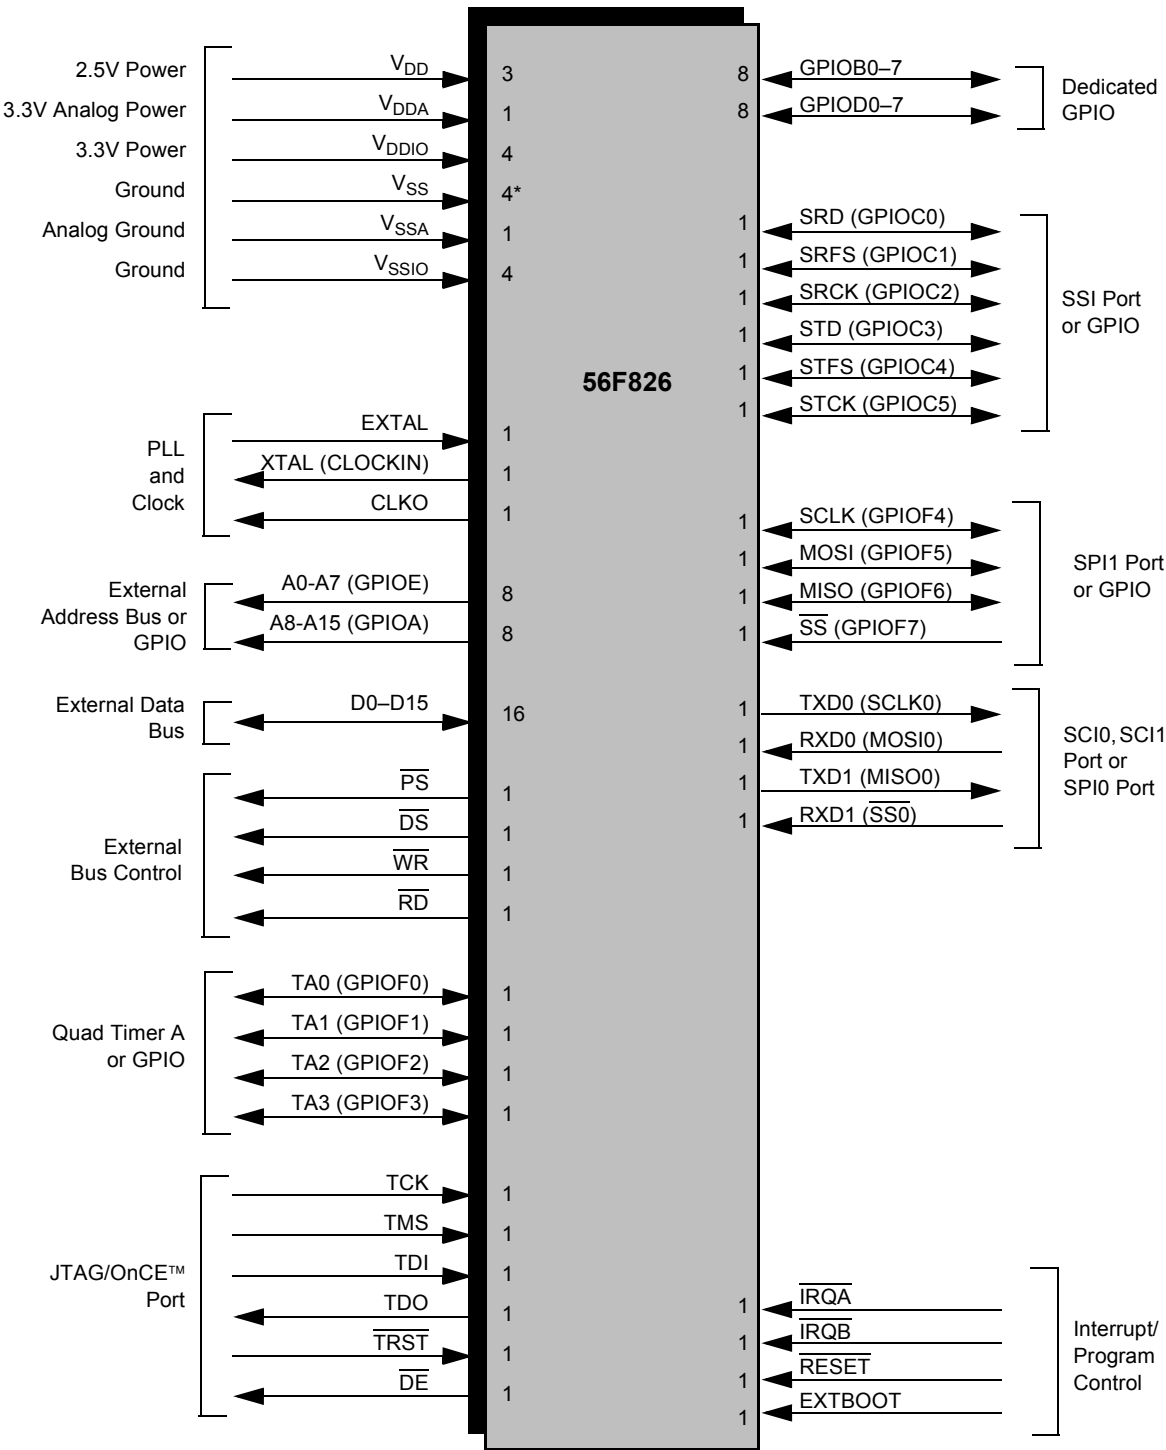 2.5V Power VDD 3
3.3V Analog Power VDDA 1
3.3V Power VDDIO 4
Ground VSS 4*
Analog Ground VSSA 1
Ground VSSIO 4
PLL
and
Clock
EXTAL 1
XTAL (CLOCKIN) 1
CLKO 1
External
Address Bus or
GPIO
A0-A7 (GPIOE) 8
A8-A15 (GPIOA) 8
External Data
Bus
D0–D15 16
External
Bus Control
PS 1
DS 1
WR 1
RD 1
Quad Timer A
or GPIO
TA0 (GPIOF0) 1
TA1 (GPIOF1) 1
TA2 (GPIOF2) 1
TA3 (GPIOF3) 1
JTAG/OnCE™
Port
TCK 1
TMS 1
TDI 1
TDO 1
TRST 1
DE 1
56F826
8 GPIOB0–7
8 GPIOD0–7
Dedicated
GPIO
1 SRD (GPIOC0)
1 SRFS (GPIOC1)
1 SRCK (GPIOC2)
1 STD (GPIOC3)
1 STFS (GPIOC4)
1 STCK (GPIOC5)
SSI Port
or GPIO
1 SCLK (GPIOF4)
1 MOSI (GPIOF5)
1 MISO (GPIOF6)
1 SS (GPIOF7)
SPI1 Port
or GPIO
1 TXD0 (SCLK0)
1 RXD0 (MOSI0)
1 TXD1 (MISO0)
1 RXD1 (SS0)
SCI0, SCI1
Port or
SPI0 Port
1 IRQA
1 IRQB
1 RESET
1 EXTBOOT
Interrupt/
Program
Control